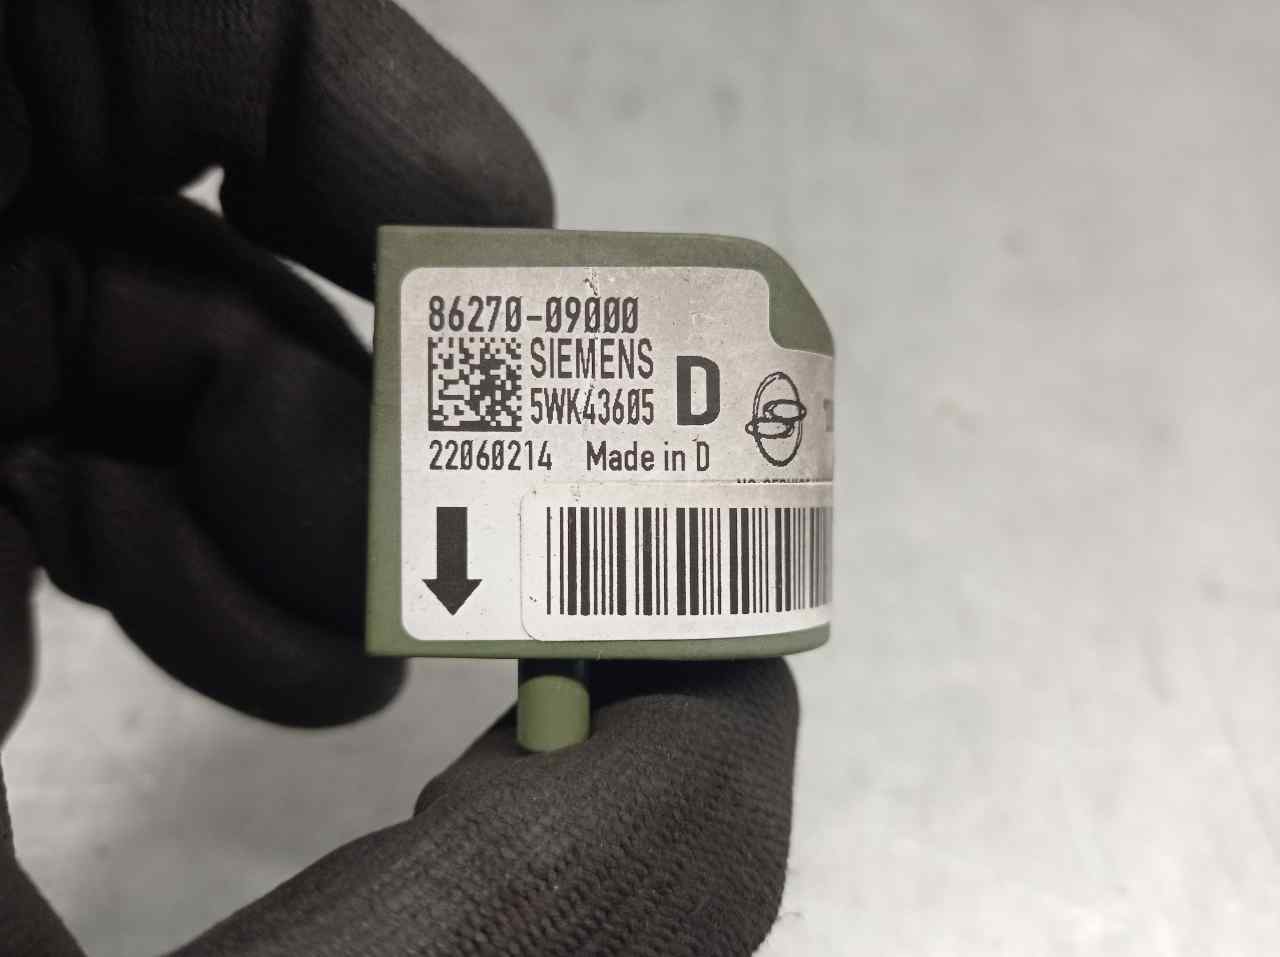 86270-09000
SIEMENS
5WK43605
D
22060214 Made in D